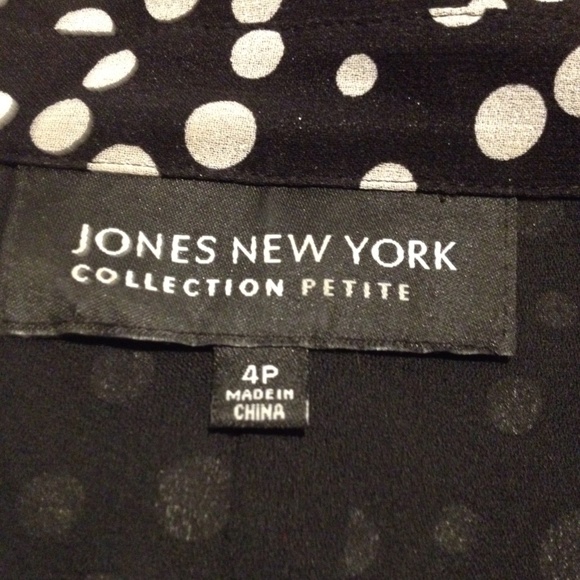 JONES NEW YORK
COLLECTION PETITE
4P
MADE IN
CHINA